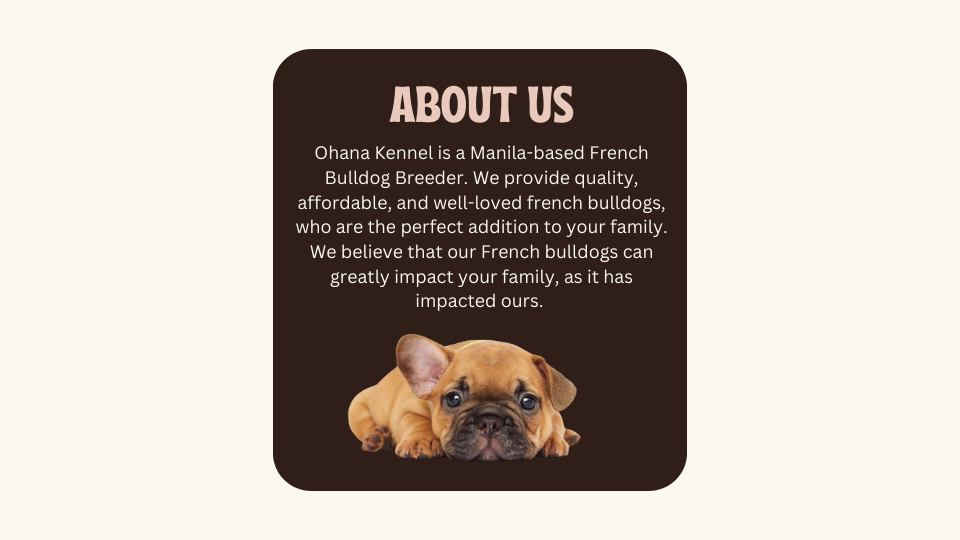 ABOUT US
Ohana Kennel is a Manila-based French
Bulldog Breeder. We provide quality,
affordable, and well-loved french bulldogs,
who are the perfect addition to your family.
We believe that our French bulldogs can
greatly impact your family, as it has
impacted ours.